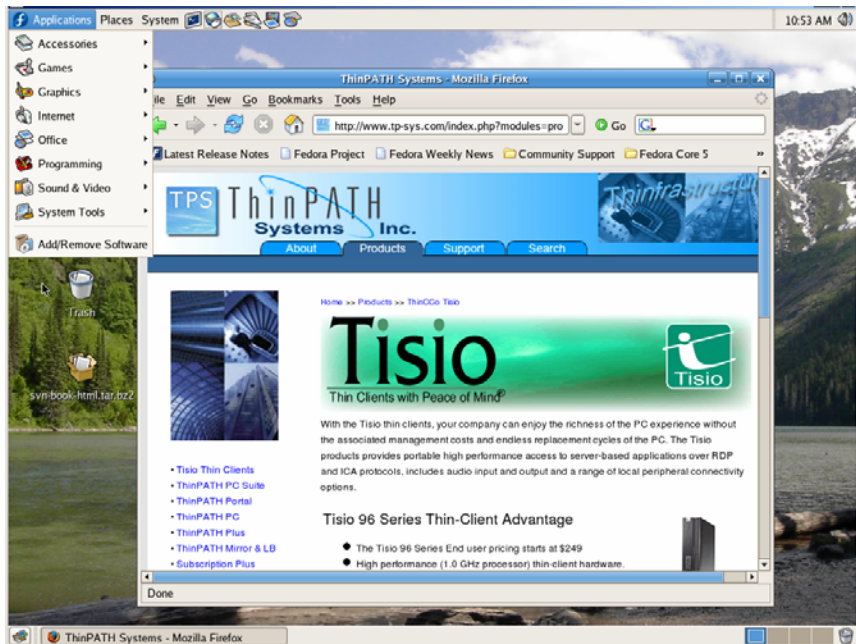 Applications Places System
10:53 AM
Accessories
Games
Graphics
Internet
Office
Programming
Sound & Video
System Tools
Add/Remove Software
Trash
svn-book-html.tar.bz2
ThinPATH Systems - Mozilla Firefox
ile Edit View Go Bookmarks Tools Help
http://www.tp-sys.com/index.php?modules=pro Go G
Latest Release Notes Fedora Project Fedora Weekly News Community Support Fedora Core 5 »
TPS ThinPATH
Systems Inc.
Thinfrastructur
About Products Support Search
Home >> Products >> ThinCCo Tisio
Tisio
Thin Clients with Peace of Mind®
Tisio
With the Tisio thin clients, your company can enjoy the richness of the PC experience without
the associated management costs and endless replacement cycles of the PC. The Tisio
products provides portable high performance access to server-based applications over RDP
and ICA protocols, includes audio input and output and a range of local peripheral connectivity
options.
• Tisio Thin Clients
• ThinPATH PC Suite
• ThinPATH Portal
• ThinPATH PC
• ThinPATH Plus
• ThinPATH Mirror & LB
• Subscription Plus
Tisio 96 Series Thin-Client Advantage
● The Tisio 96 Series End user pricing starts at $249
● High performance (1.0 GHz processor) thin-client hardware.
Done
ThinPATH Systems - Mozilla Firefox